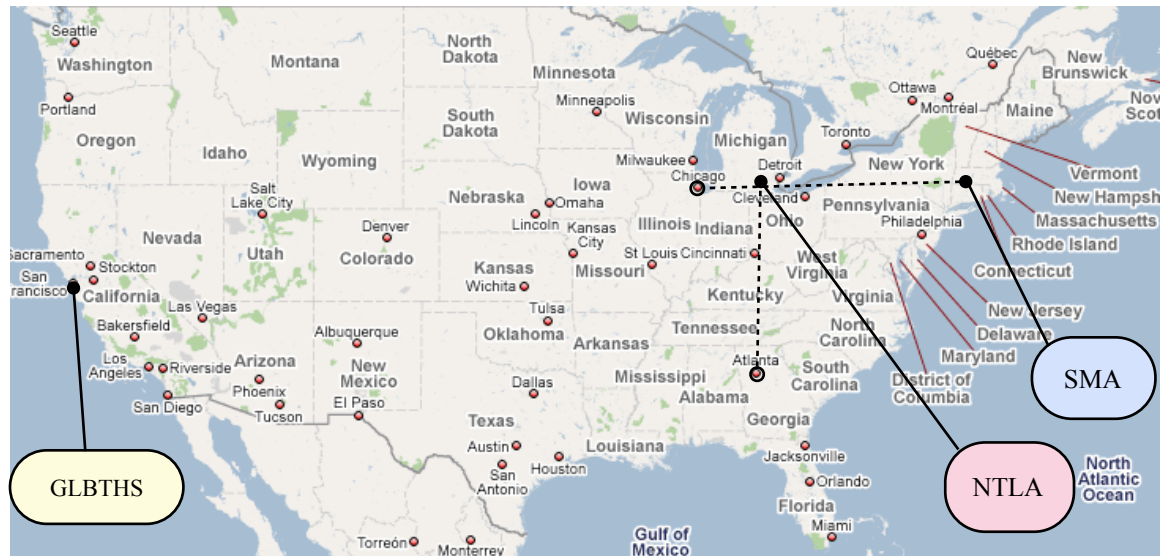 Seattle
Washington
Montana
North
Dakota
Minnesota
Québec
New
Brunswick
Portland
Oregon
Idaho
Wyoming
South
Dakota
Minneapolis
Wisconsin
Michigan
Ottawa
Montréal
Maine
Nov
Scot
Toronto
Milwaukee
Chicago
Detroit
New York
Vermont
New Hampsh
Massachusetts
Rhode Island
Connecticut
New Jersey
Delaware
Maryland
District of
Columbia
Salt
Lake City
Nebraska
Iowa
Omaha
Lincoln
Illinois
Indiana
Cleveland
Ohio
Pennsylvania
Philadelphia
Sacramento
Stockton
San
Francisco
California
Nevada
Utah
Denver
Colorado
Kansas
City
Kansas
Wichita
Missouri
St Louis
Cincinnati
West
Virginia
Virginia
Kentucky
Las Vegas
Bakersfield
Los
Angeles
Riverside
San Diego
Arizona
Phoenix
Tucson
Albuquerque
New
Mexico
El Paso
Tulsa
Oklahoma
Arkansas
Tennessee
North
Carolina
Atlanta
South
Carolina
Mississippi
Alabama
Georgia
Dallas
Texas
Austin
San
Antonio
Houston
Louisiana
Jacksonville
Orlando
Florida
Miami
Torreón
Monterrey
Gulf of
Mexico
North
Atlantic
Ocean
GLBTHS
NTLA
SMA